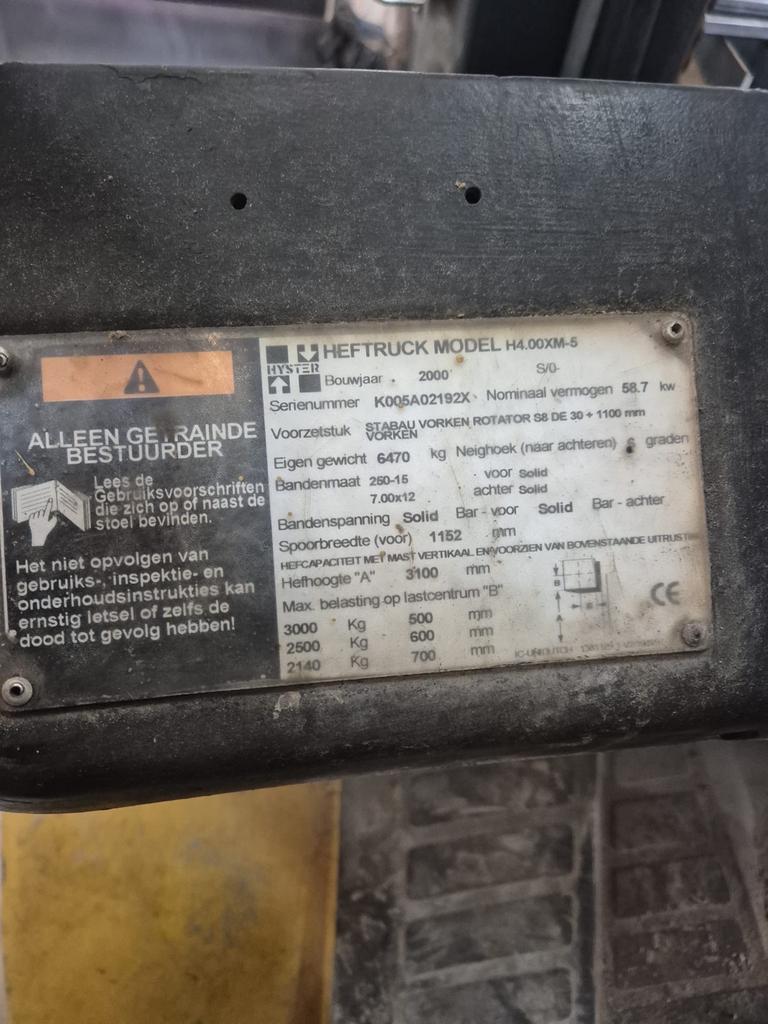 ALLEEN GETRAINDE
BESTUURDER
Lees de
Gebruiksvoorschriften
die zich op of naast de
stoel bevinden.
Het niet opvolgen van
gebruiks-, inspektie- en
onderhoudsinstrukties kan
ernstig letsel of zelfs de
dood tot gevolg hebben!
HYSTER
HEFTRUCK MODEL H4.00XM-5
Bouwjaar 2000 S/0-
Serienummer K005A02192X Nominaal vermogen 58.7 kw
Voorzetstuk STABAU VORKEN ROTATOR S8 DE 30 + 1100 mm
VORKEN
Eigen gewicht 6470 kg Neighoek (naar achteren) 6 graden
Bandenmaat 250-15 voor Solid
7.00x12 achter Solid
Bandenspanning Solid Bar - voor Solid Bar - achter
Spoorbreedte (voor) 1152 mm
HEFCAPACITEIT MET MAST VERTIKAAL EN VOORZIEN VAN BOVENSTAANDE UITRUSTING
Hefhoogte "A" 3100 mm
Max. belasting op lastcentrum "B"
3000 Kg 500 mm
2500 Kg 600 mm
2140 Kg 700 mm
B
B
A
CE